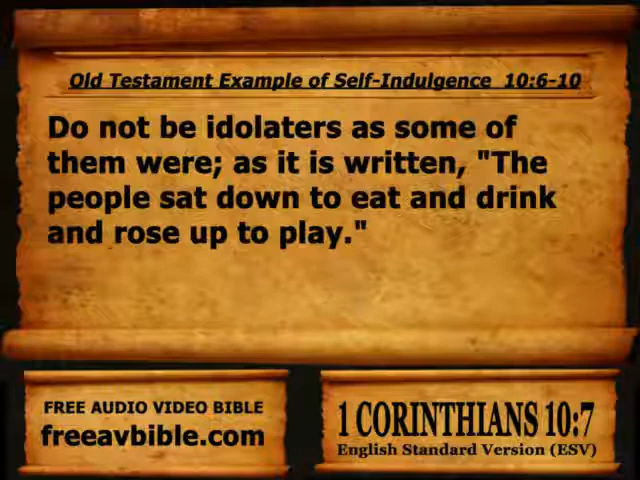 Old Testament Example of Self-Indulgence 10:6-10
Do not be idolaters as some of
them were; as it is written, "The
people sat down to eat and drink
and rose up to play."
FREE AUDIO VIDEO BIBLE
freeavbible.com
1 CORINTHIANS 10:7
English Standard Version (ESV)